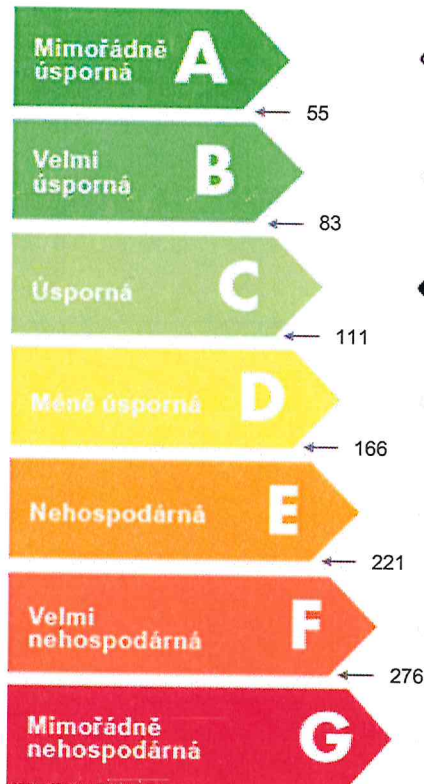 Mimořádně
úsporná
A
55
Velmi
úsporná
B
83
Úsporná
C
111
Méně úsporná
D
166
Nehospodárná
E
221
Velmi
nehospodárná
F
276
Mimořádně
nehospodárná
G